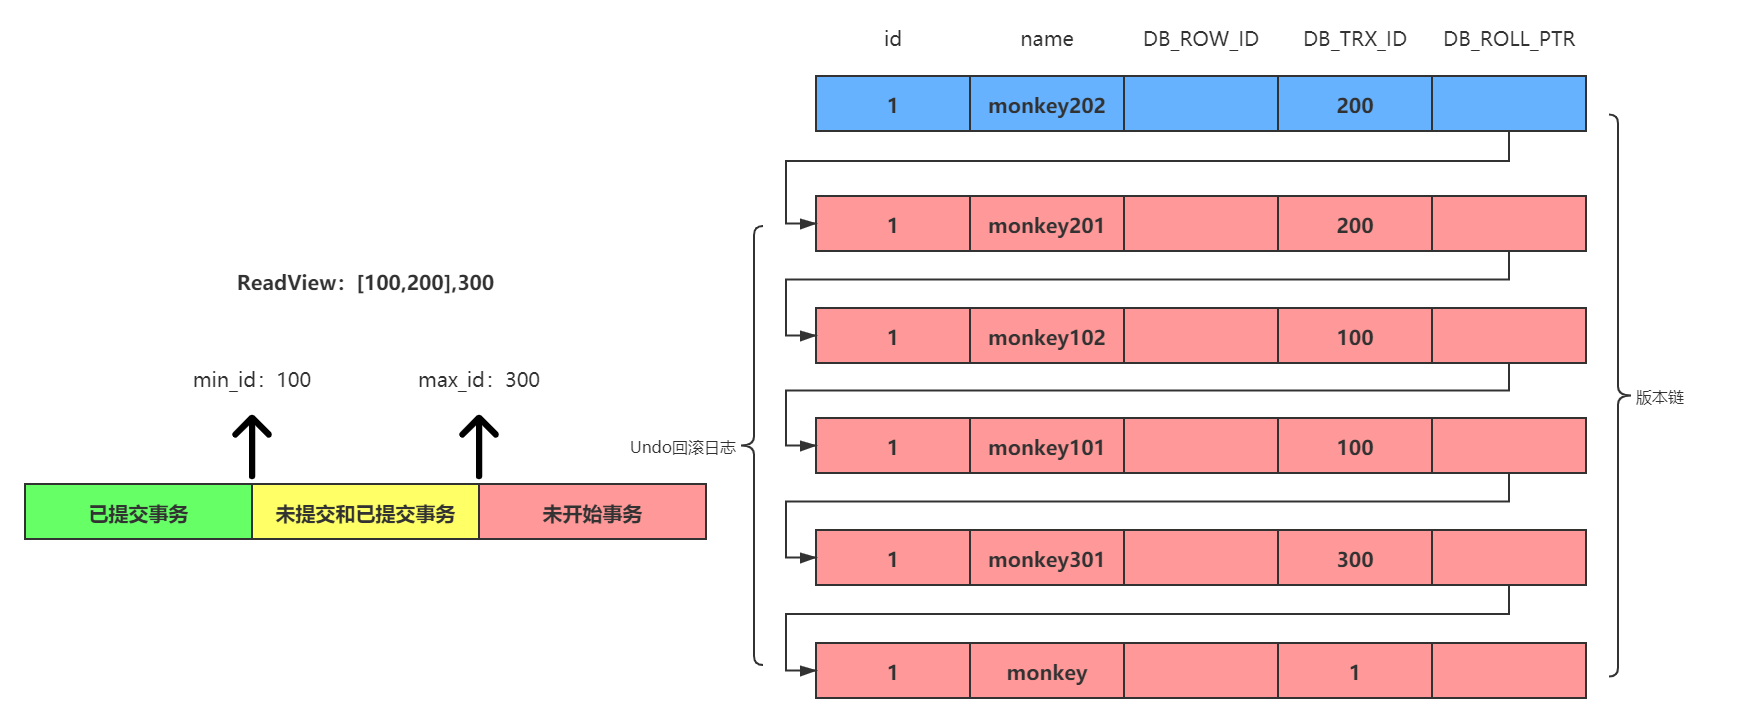 id name DB_ROW_ID DB_TRX_ID DB_ROLL_PTR
1 monkey202 200
1 monkey201 200
ReadView：[100,200],300
1 monkey102 100
min_id：100 max_id：300
版本链
Undo回滚日志
1 monkey101 100
已提交事务 未提交和已提交事务 未开始事务
1 monkey301 300
1 monkey 1